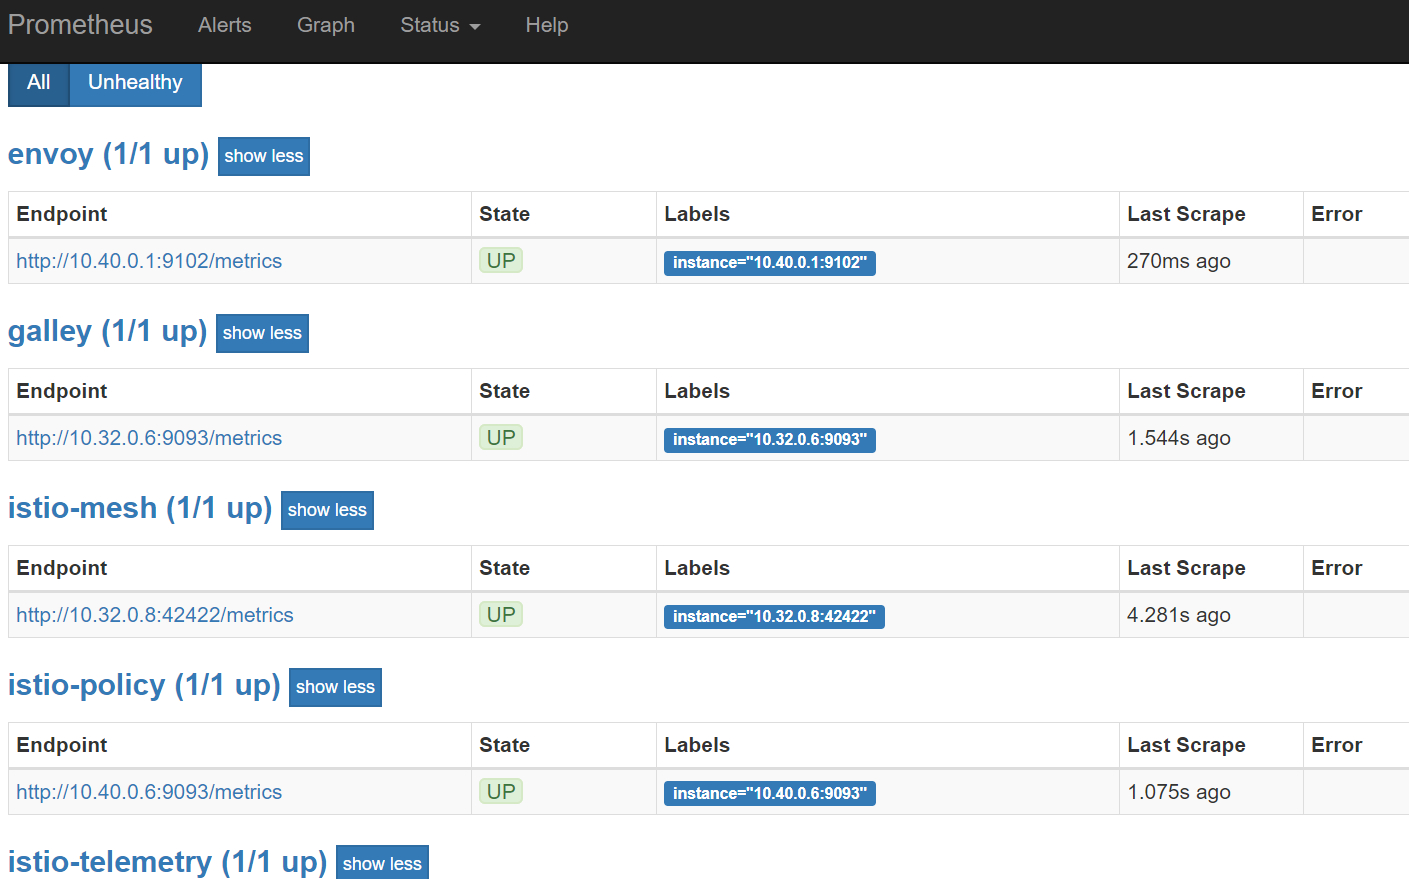 Prometheus Alerts Graph Status Help
All Unhealthy
envoy (1/1 up) show less
Endpoint State Labels Last Scrape Error
http://10.40.0.1:9102/metrics UP instance="10.40.0.1:9102" 270ms ago
galley (1/1 up) show less
Endpoint State Labels Last Scrape Error
http://10.32.0.6:9093/metrics UP instance="10.32.0.6:9093" 1.544s ago
istio-mesh (1/1 up) show less
Endpoint State Labels Last Scrape Error
http://10.32.0.8:42422/metrics UP instance="10.32.0.8:42422" 4.281s ago
istio-policy (1/1 up) show less
Endpoint State Labels Last Scrape Error
http://10.40.0.6:9093/metrics UP instance="10.40.0.6:9093" 1.075s ago
istio-telemetry (1/1 up) show less